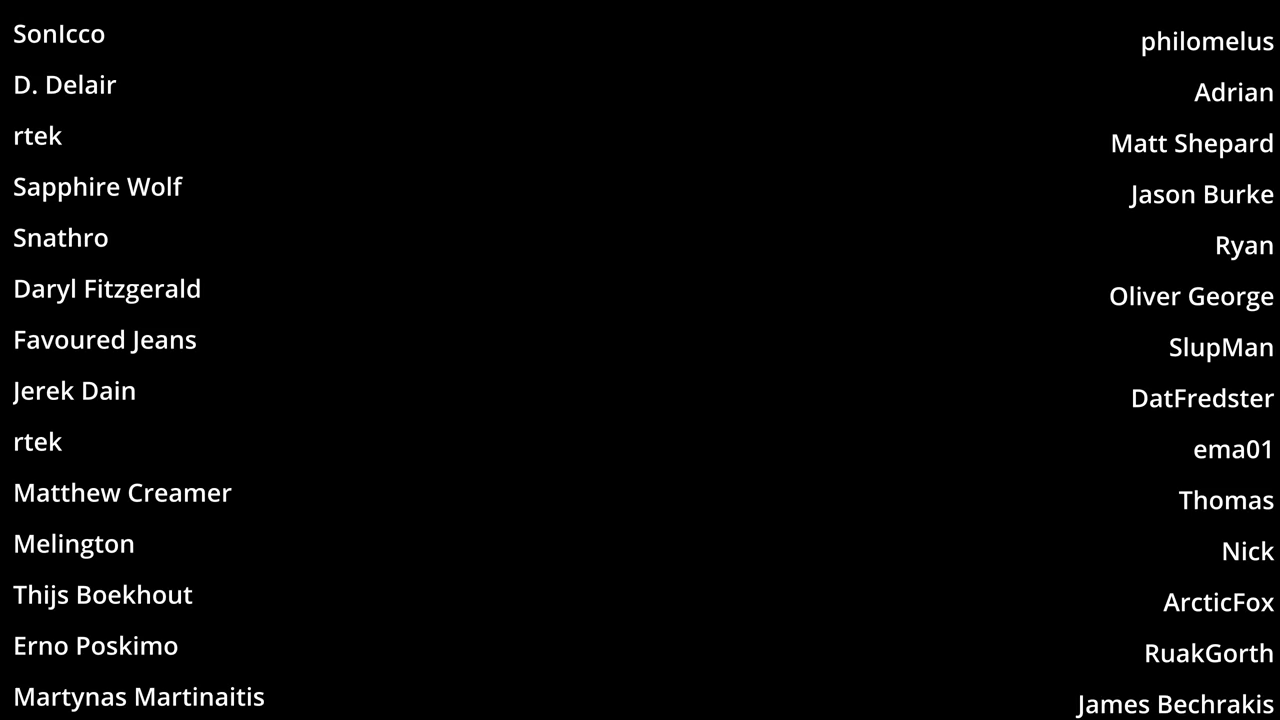 SonIcco
D. Delair
rtek
Sapphire Wolf
Snathro
Daryl Fitzgerald
Favoured Jeans
Jerek Dain
rtek
Matthew Creamer
Melington
Thijs Boekhout
Erno Poskimo
Martynas Martinaitis
philomelus
Adrian
Matt Shepard
Jason Burke
Ryan
Oliver George
SlupMan
DatFredster
ema01
Thomas
Nick
ArcticFox
RuakGorth
James Bechrakis